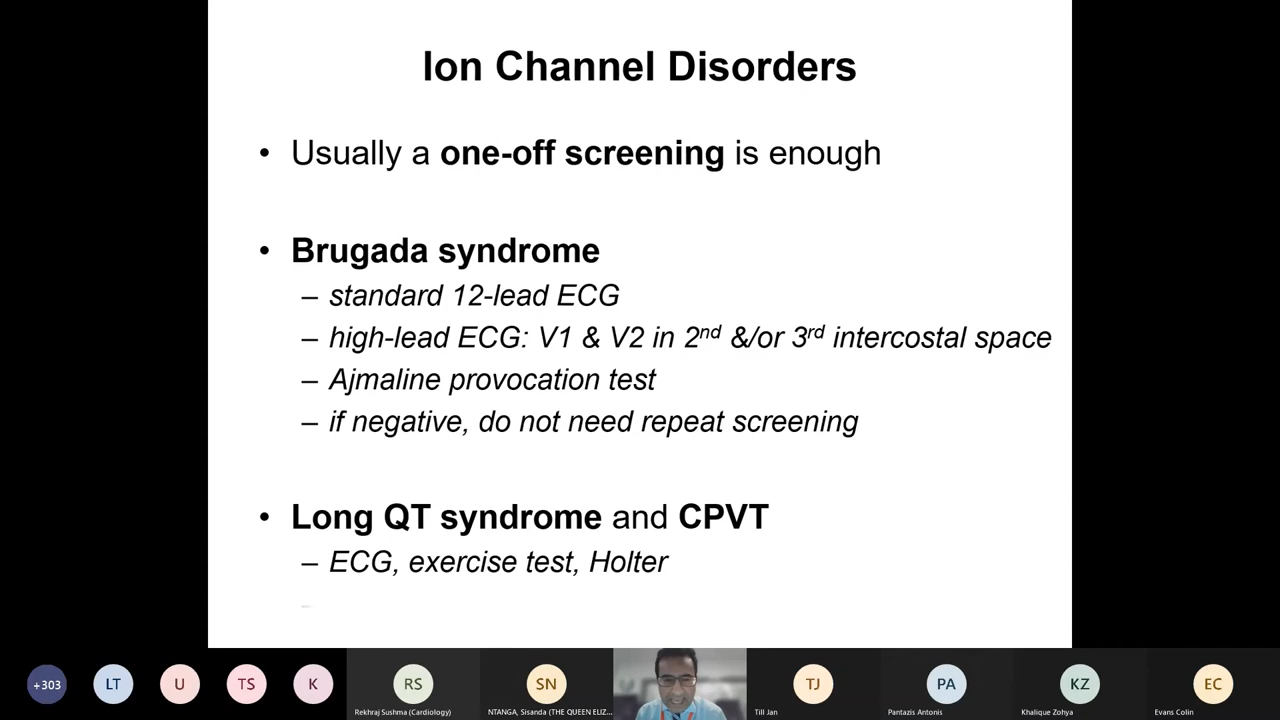 Ion Channel Disorders
• Usually a one-off screening is enough
• Brugada syndrome
– standard 12-lead ECG
– high-lead ECG: V1 & V2 in 2nd &/or 3rd intercostal space
– Ajmaline provocation test
– if negative, do not need repeat screening
• Long QT syndrome and CPVT
– ECG, exercise test, Holter
+303
LT
U
TS
K
RS
SN
TJ
PA
KZ
EC
Rekhraj Sushma (Cardiology)
NTANGA, Sisanda (THE QUEEN ELIZ...
Till Jan
Pantazis Antonis
Khalique Zohya
Evans Colin